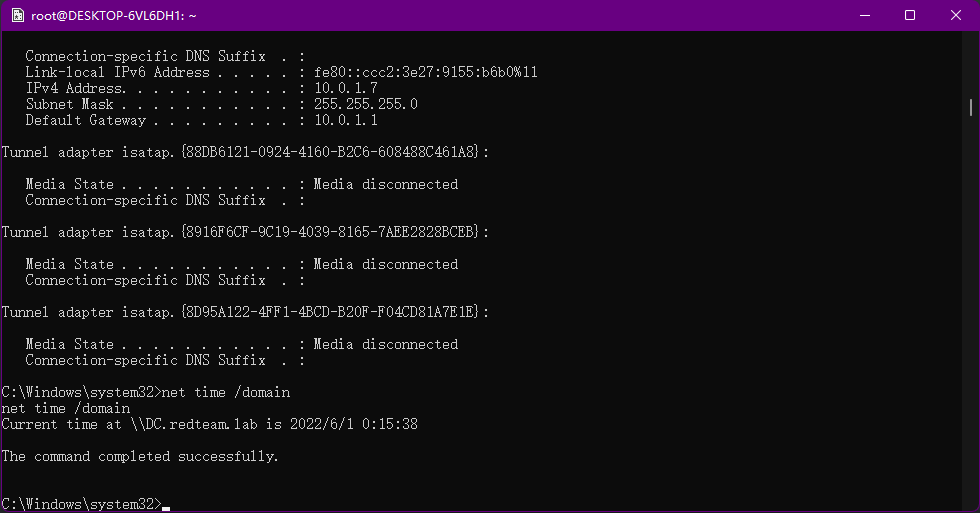 root@DESKTOP-6VL6DH1: ~
Connection-specific DNS Suffix  . :
Link-local IPv6 Address . . . . . : fe80::ccc2:3e27:9155:b6b0%11
IPv4 Address. . . . . . . . . . . : 10.0.1.7
Subnet Mask . . . . . . . . . . . : 255.255.255.0
Default Gateway . . . . . . . . . : 10.0.1.1
Tunnel adapter isatap.{88DB6121-0924-4160-B2C6-608488C461A8}:
Media State . . . . . . . . . . . : Media disconnected
Connection-specific DNS Suffix  . :
Tunnel adapter isatap.{8916F6CF-9C19-4039-8165-7AEE2828BCEB}:
Media State . . . . . . . . . . . : Media disconnected
Connection-specific DNS Suffix  . :
Tunnel adapter isatap.{8D95A122-4FF1-4BCD-B20F-F04CD81A7E1E}:
Media State . . . . . . . . . . . : Media disconnected
Connection-specific DNS Suffix  . :
C:\Windows\system32>net time /domain
net time /domain
Current time at \\DC.redteam.lab is 2022/6/1 0:15:38
The command completed successfully.
C:\Windows\system32>